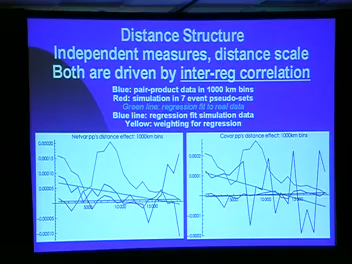 Distance Structure
Independent measures, distance scale
Both are driven by inter-reg correlation
Blue: pair-product data in 1000 km bins
Red: simulation in 7 event pseudo-sets
Green line: regression fit to real data
Blue line: regression fit simulation data
Yellow: weighting for regression
Netvar pp's distance effect: 1000km bins
Covar pp's distance effect: 1000km bins